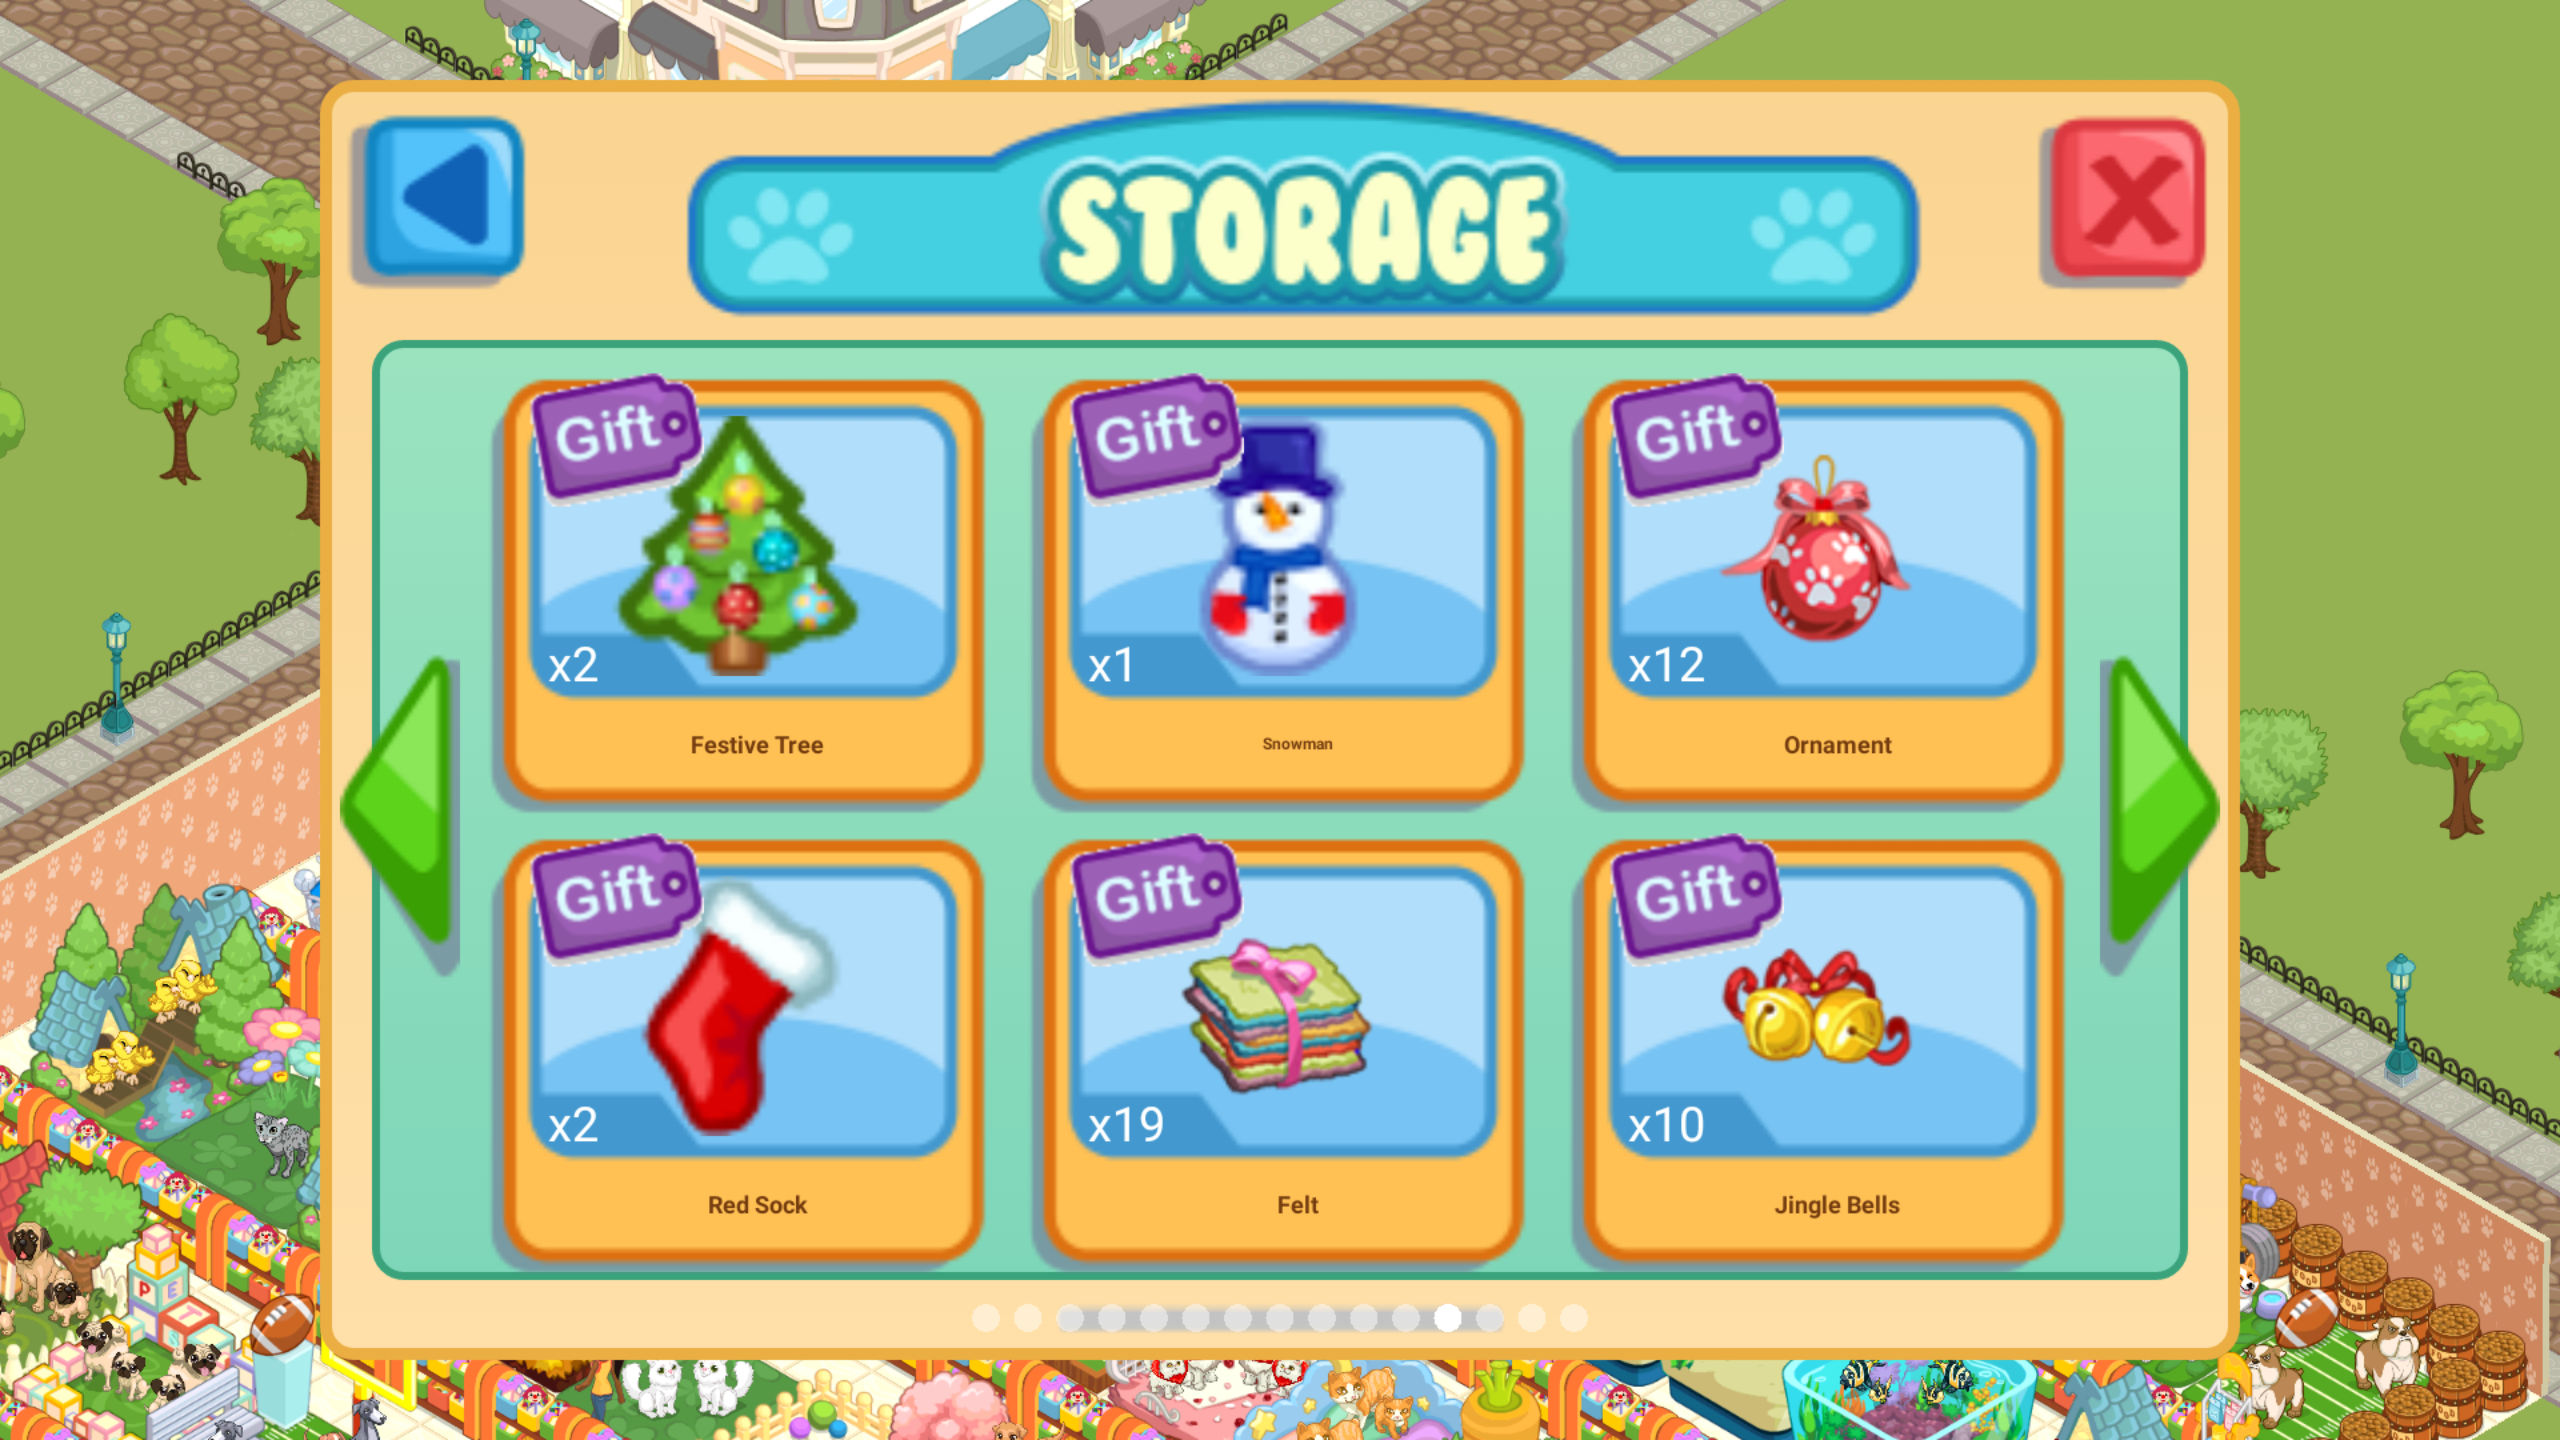 STORAGE
Gift
x2
Festive Tree
Gift
x1
Snowman
Gift
x12
Ornament
Gift
x2
Red Sock
Gift
x19
Felt
Gift
x10
Jingle Bells
P E
T
S